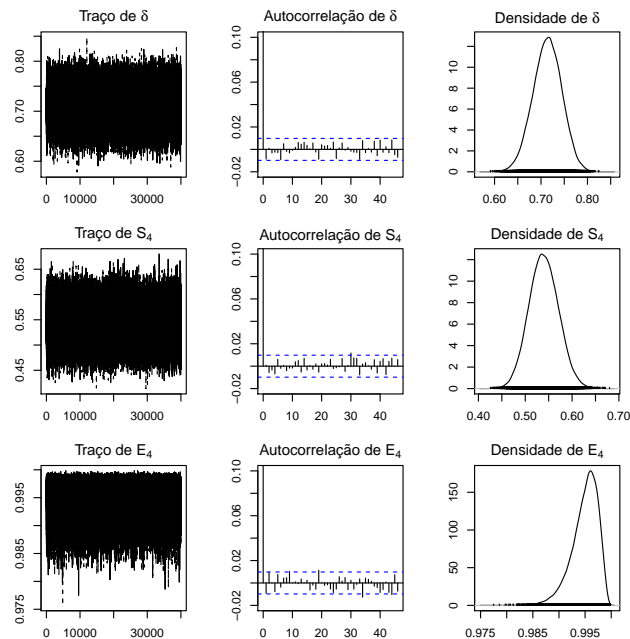 Traço de δ
Autocorrelação de δ
Densidade de δ
0.60 0.70 0.80
0 10000 30000
−0.02 0.02 0.06 0.10
0 10 20 30 40
0 2 4 6 8 10
0.60 0.70 0.80
Traço de S₄
Autocorrelação de S₄
Densidade de S₄
0.45 0.55 0.65
0 10000 30000
−0.02 0.02 0.06 0.10
0 10 20 30 40
0 2 4 6 8 10
0.40 0.50 0.60 0.70
Traço de E₄
Autocorrelação de E₄
Densidade de E₄
0.975 0.985 0.995
0 10000 30000
−0.02 0.02 0.06 0.10
0 10 20 30 40
0 50 100 150
0.975 0.985 0.995